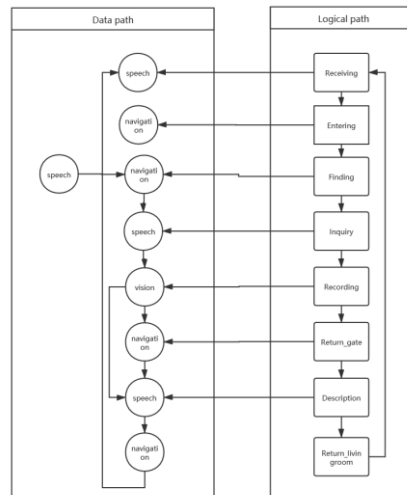 Data path
Logical path
speech
Receiving
navigati
on
Entering
speech
navigati
on
Finding
speech
Inquiry
vision
Recording
navigati
on
Return_gate
speech
Description
navigati
on
Return_livin
groom